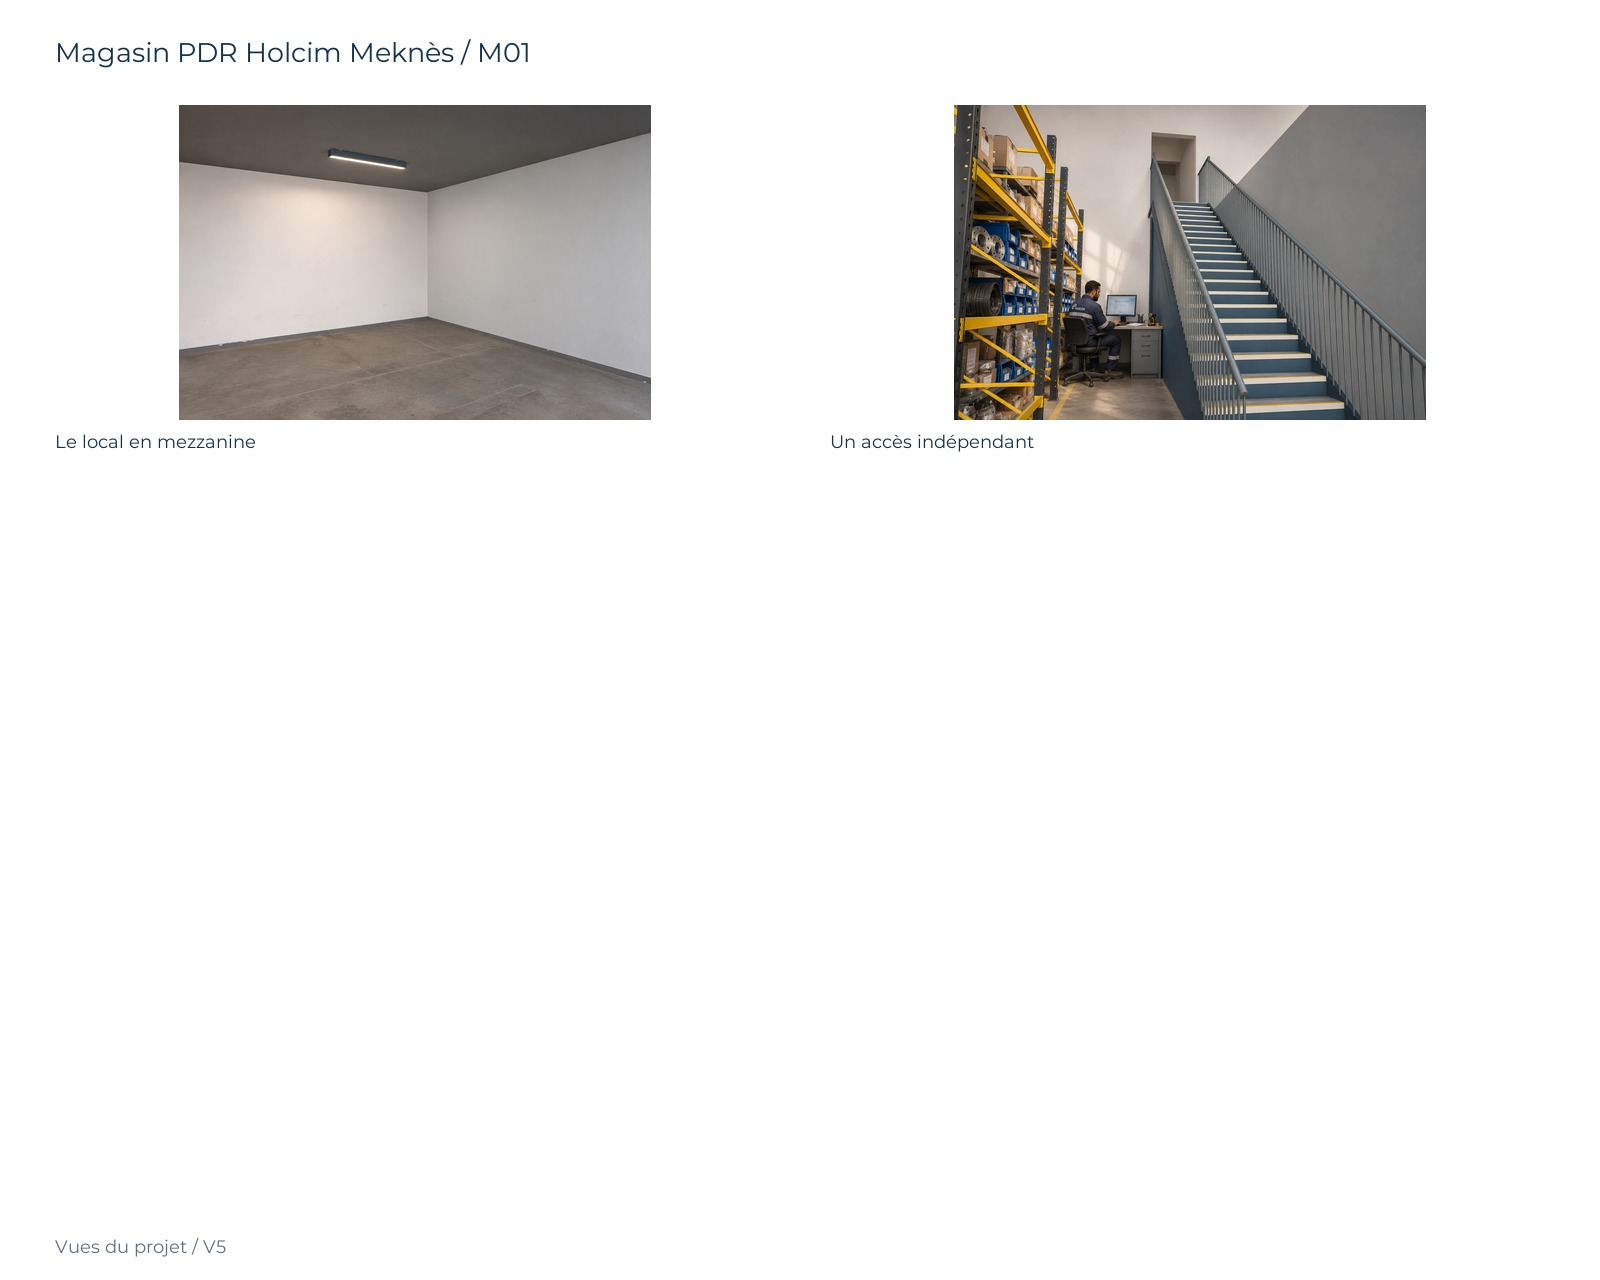 Magasin PDR Holcim Meknès / M01
Le local en mezzanine
Un accès indépendant
Vues du projet / V5